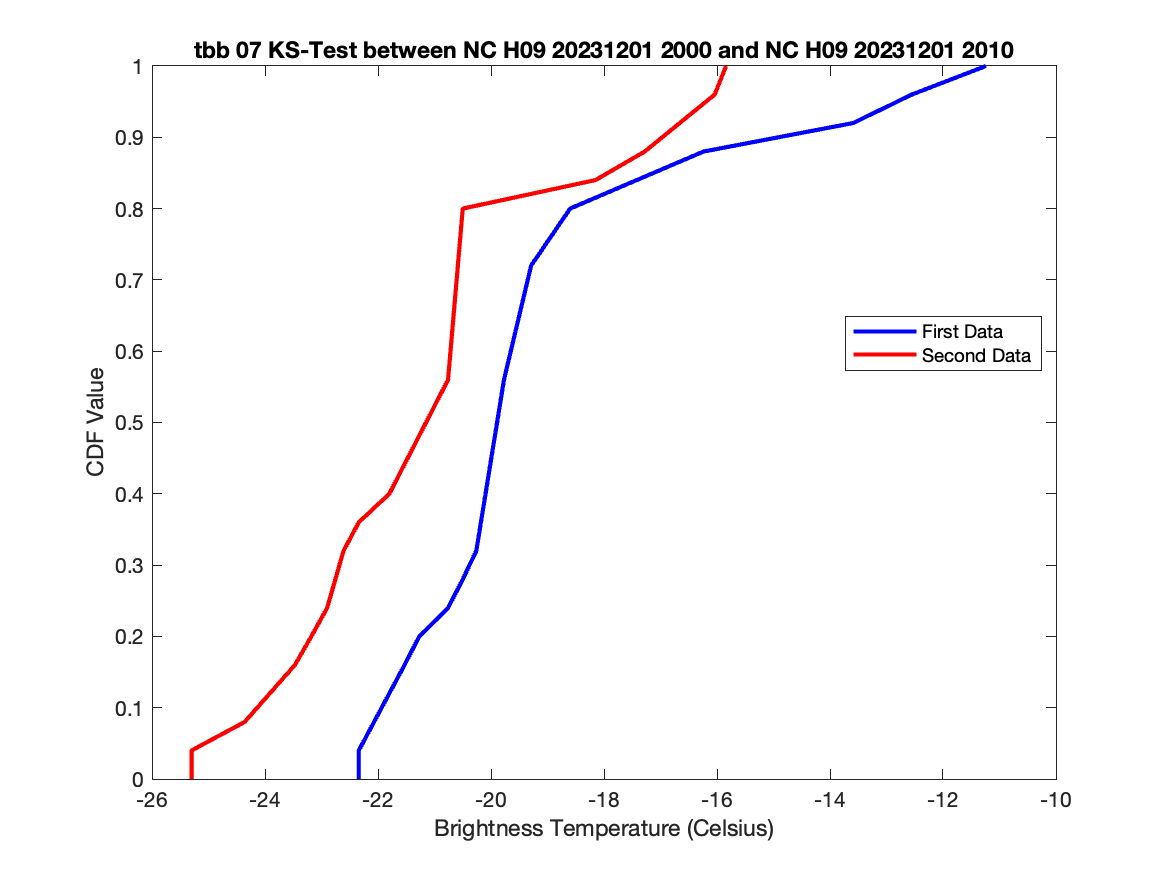 tbb 07 KS-Test between NC H09 20231201 2000 and NC H09 20231201 2010
1
0.9
0.8
0.7
0.6
0.5
0.4
0.3
0.2
0.1
0
CDF Value
First Data
Second Data
-26 -24 -22 -20 -18 -16 -14 -12 -10
Brightness Temperature (Celsius)